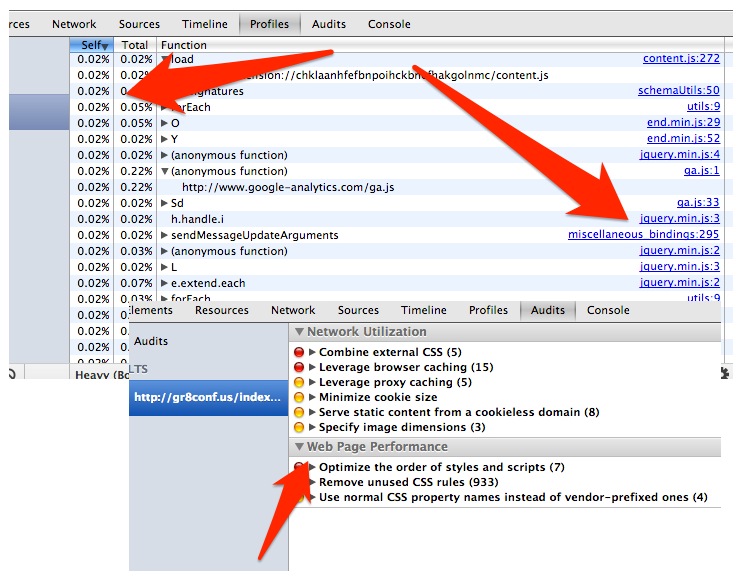 rces Network Sources Timeline Profiles Audits Console
Self Total Function
0.02% 0.02% load content.js:272
0.02% 0.02% ension://chklaanhfefbnpoihckbn fhakgolnmc/content.js
0.02% 0. ignatures schemaUtils:50
0.02% 0.05% forEach utils:9
0.02% 0.05% O end.min.js:29
0.02% 0.02% Y end.min.js:52
0.02% 0.02% (anonymous function) jquery.min.js:4
0.02% 0.22% (anonymous function) ga.js:1
0.02% 0.22% http://www.google-analytics.com/ga.js
0.02% 0.02% Sd ga.js:33
0.02% 0.02% h.handle.i jquery.min.js:3
0.02% 0.02% sendMessageUpdateArguments miscellaneous_bindings:295
0.02% 0.03% (anonymous function) jquery.min.js:2
0.02% 0.02% L jquery.min.js:3
0.02% 0.07% e.extend.each jquery.min.js:2
0.02% 0.03% forEach utils:9
0.02%
0.02%
0.02%
0.02%
Heavy (Bo
Elements Resources Network Sources Timeline Profiles Audits Console
Audits
LTS
http://gr8conf.us/index...
Network Utilization
Combine external CSS (5)
Leverage browser caching (15)
Leverage proxy caching (5)
Minimize cookie size
Serve static content from a cookieless domain (8)
Specify image dimensions (3)
Web Page Performance
Optimize the order of styles and scripts (7)
Remove unused CSS rules (933)
Use normal CSS property names instead of vendor-prefixed ones (4)